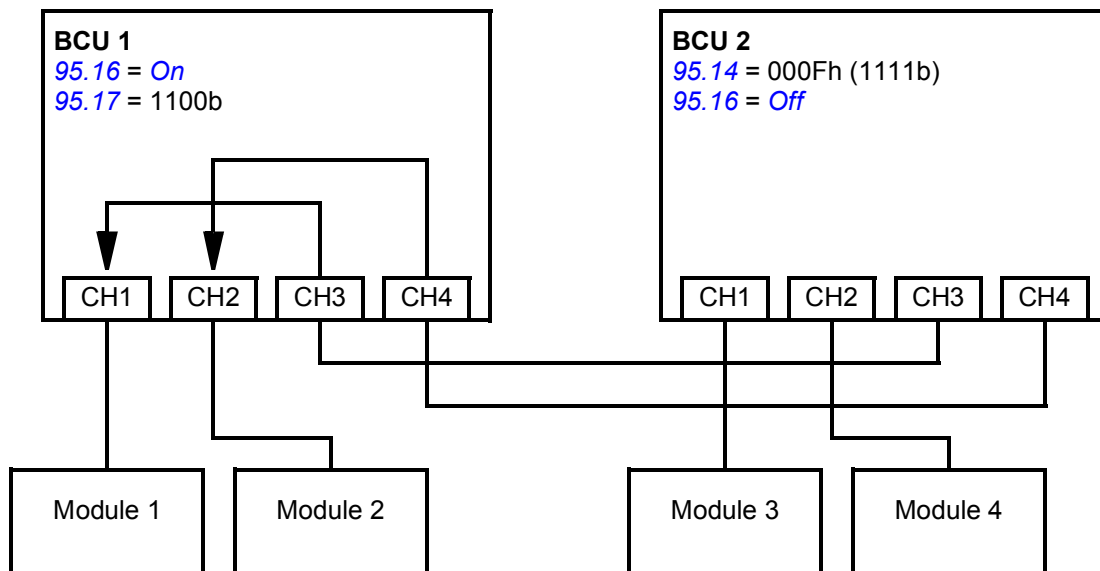 BCU 1
95.16 = On
95.17 = 1100b
CH1
CH2
CH3
CH4
BCU 2
95.14 = 000Fh (1111b)
95.16 = Off
CH1
CH2
CH3
CH4
Module 1
Module 2
Module 3
Module 4